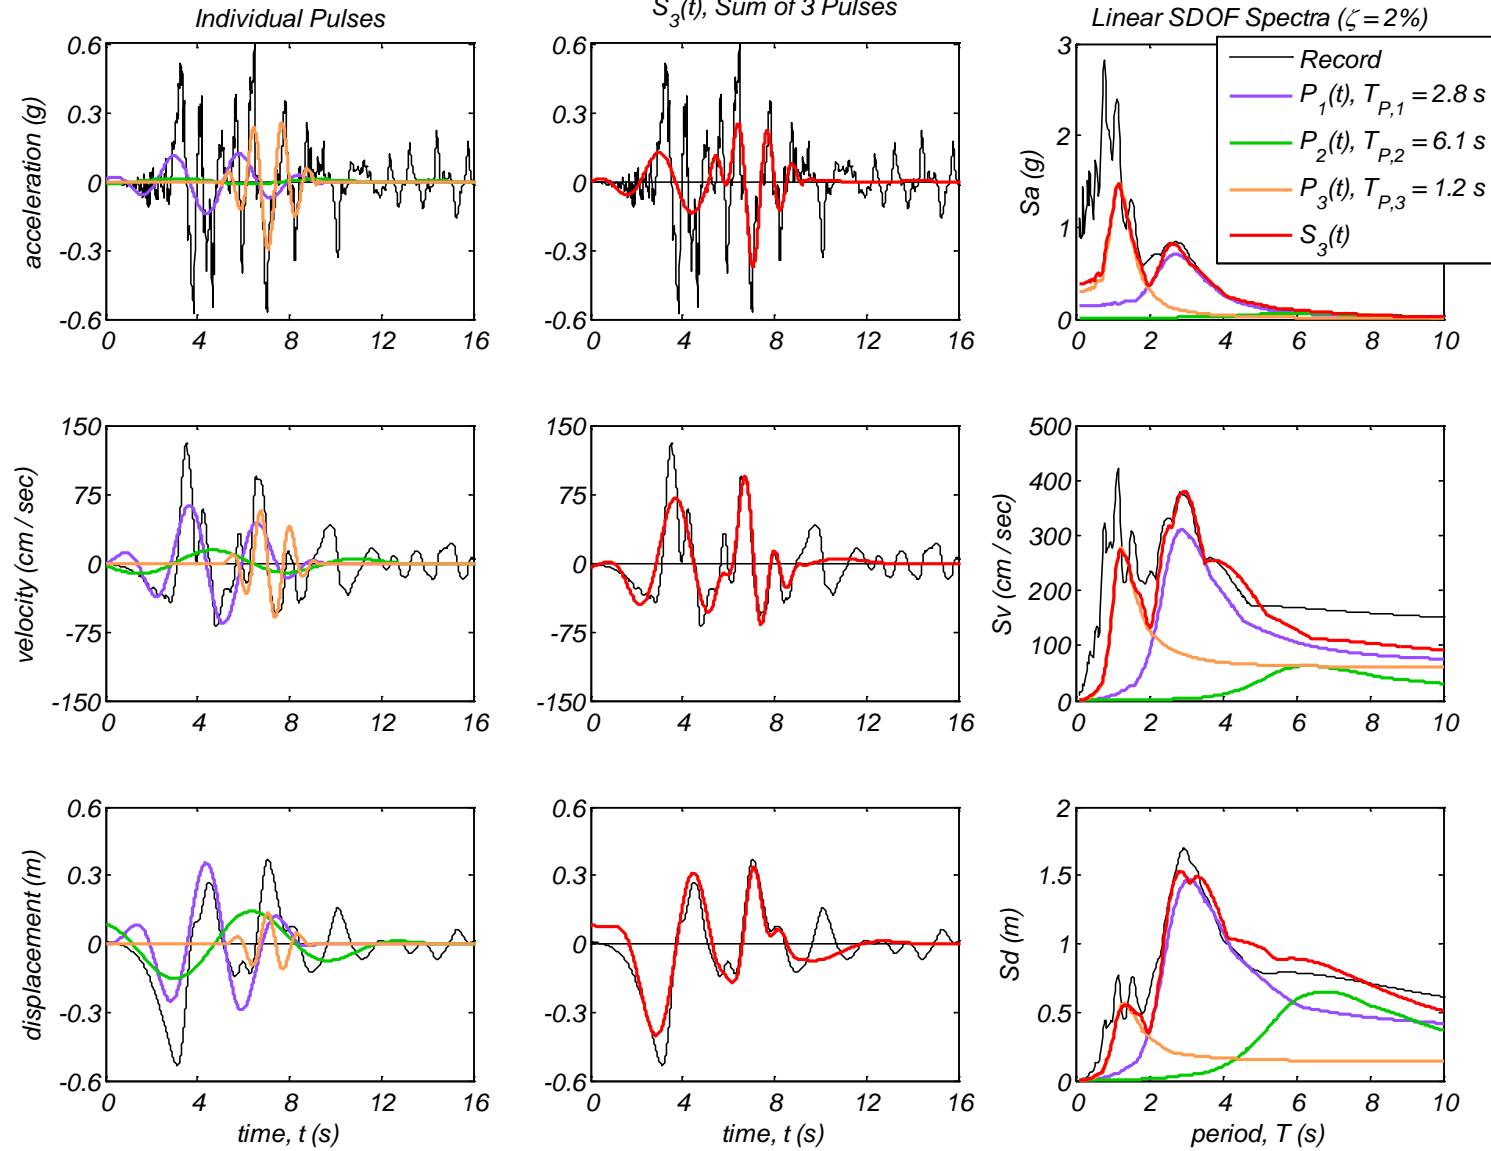 Individual Pulses
S3(t), Sum of 3 Pulses
Linear SDOF Spectra (ζ = 2%)
acceleration (g)
0.6
0.3
0
-0.3
-0.6
0 4 8 12 16
0.6
0.3
0
-0.3
-0.6
0 4 8 12 16
Sa (g)
3
2
1
0
0 2 4 6 8 10
Record
P1(t), TP,1 = 2.8 s
P2(t), TP,2 = 6.1 s
P3(t), TP,3 = 1.2 s
S3(t)
velocity (cm / sec)
150
75
0
-75
-150
0 4 8 12 16
150
75
0
-75
-150
0 4 8 12 16
Sv (cm / sec)
500
400
300
200
100
0
0 2 4 6 8 10
displacement (m)
0.6
0.3
0
-0.3
-0.6
0 4 8 12 16
time, t (s)
0.6
0.3
0
-0.3
-0.6
0 4 8 12 16
time, t (s)
Sd (m)
2
1.5
1
0.5
0
0 2 4 6 8 10
period, T (s)